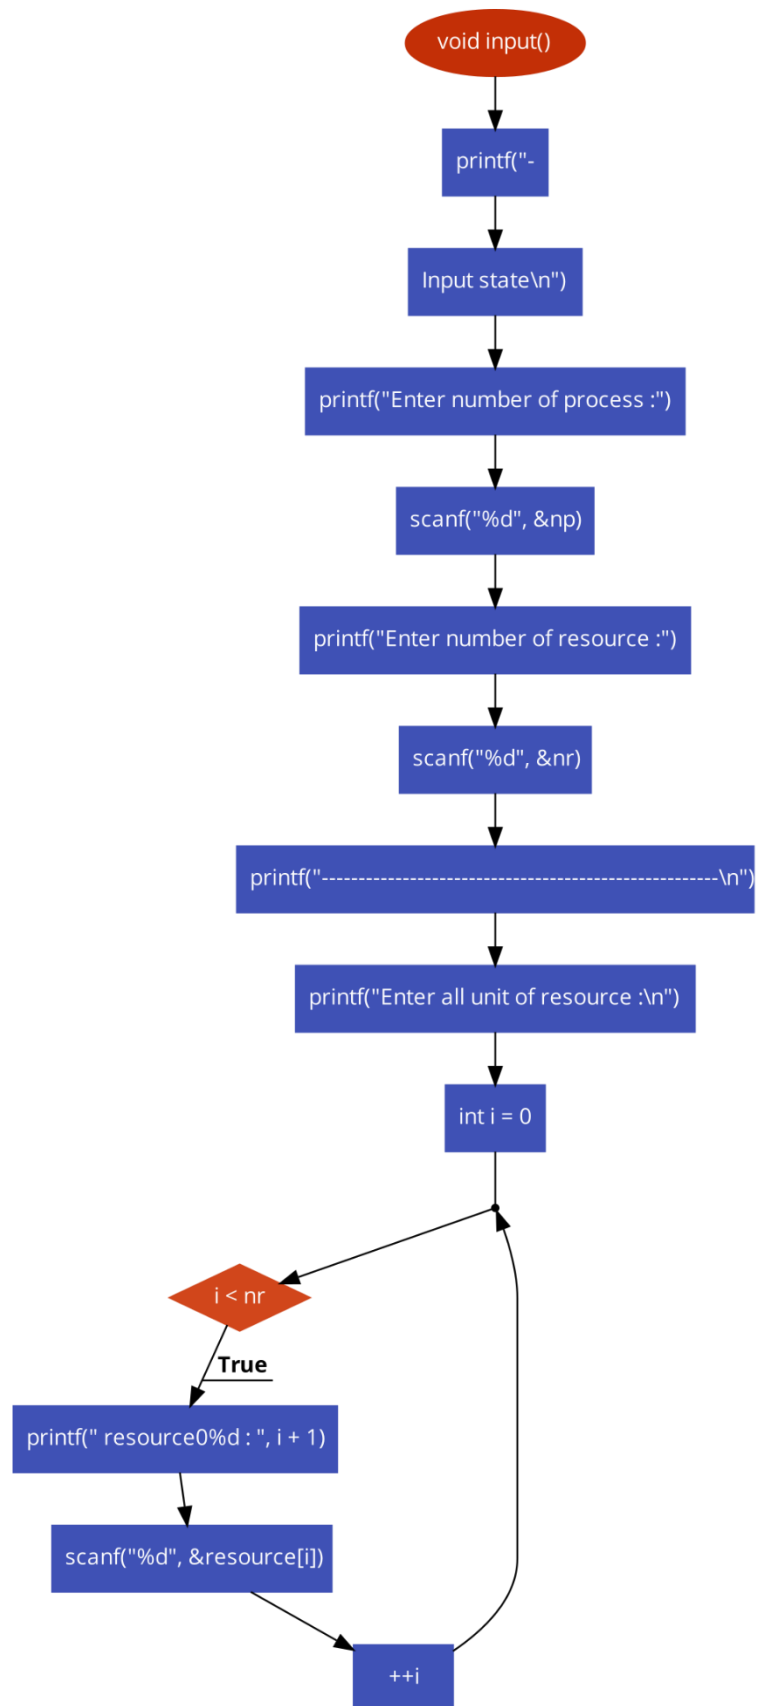 void input()
printf("-
Input state\n")
printf("Enter number of process :")
scanf("%d", &np)
printf("Enter number of resource :")
scanf("%d", &nr)
printf("------------------------------------------------------\n")
printf("Enter all unit of resource :\n")
int i = 0
i < nr
True
printf(" resource0%d : ", i + 1)
scanf("%d", &resource[i])
++i